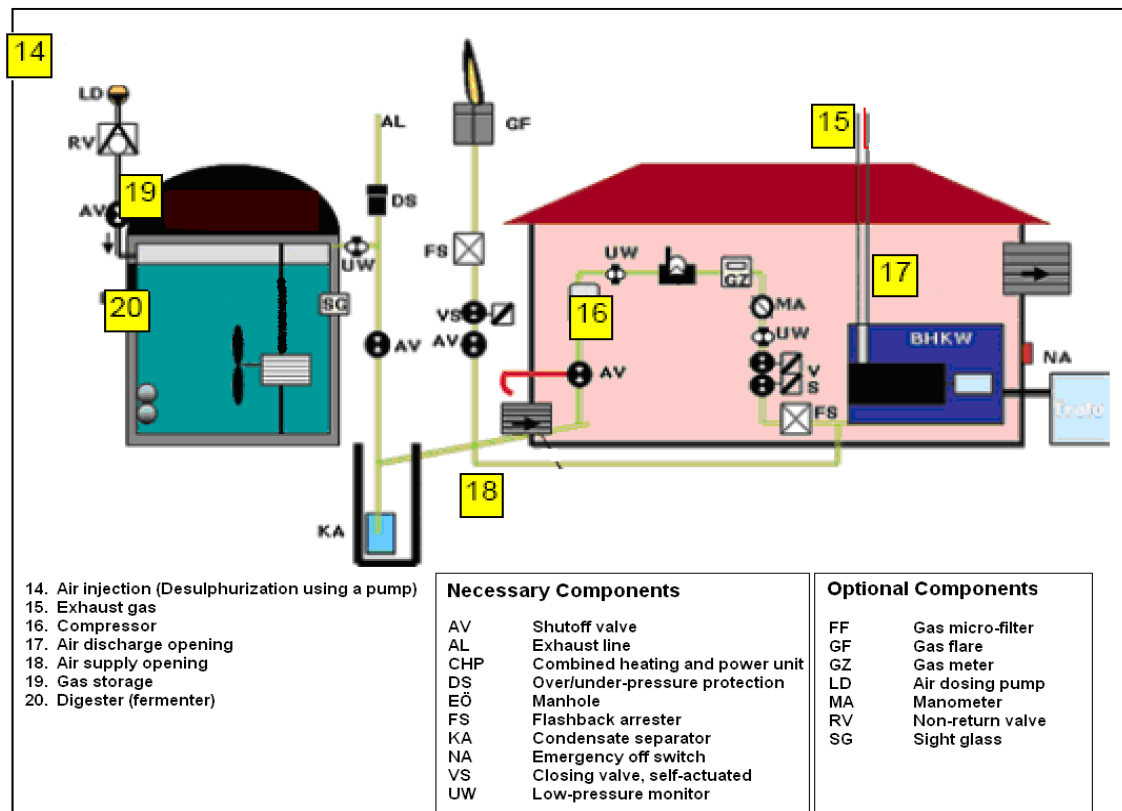 14
LD
AL
GF
15
RV
19
AV
DS
FS
UW
UW
17
GZ
20
SG
16
MA
VS
UW
BHKW
AV
AV
NA
AV
V
S
FS
Trafo
18
KA
14. Air injection (Desulphurization using a pump)
15. Exhaust gas
16. Compressor
17. Air discharge opening
18. Air supply opening
19. Gas storage
20. Digester (fermenter)
Necessary Components
AV Shutoff valve
AL Exhaust line
CHP Combined heating and power unit
DS Over/under-pressure protection
EÖ Manhole
FS Flashback arrester
KA Condensate separator
NA Emergency off switch
VS Closing valve, self-actuated
UW Low-pressure monitor
Optional Components
FF Gas micro-filter
GF Gas flare
GZ Gas meter
LD Air dosing pump
MA Manometer
RV Non-return valve
SG Sight glass